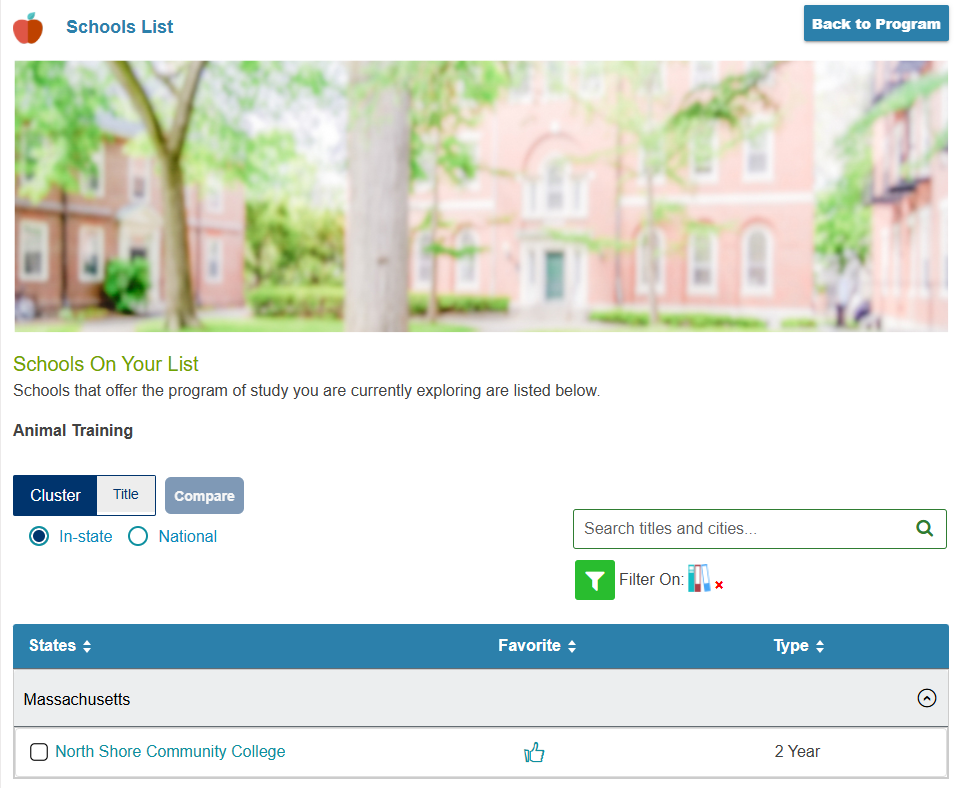 Schools List
Back to Program
Schools On Your List
Schools that offer the program of study you are currently exploring are listed below.
Animal Training
Cluster Title Compare
In-state National
Search titles and cities...
Filter On:
States Favorite Type
Massachusetts
North Shore Community College 2 Year